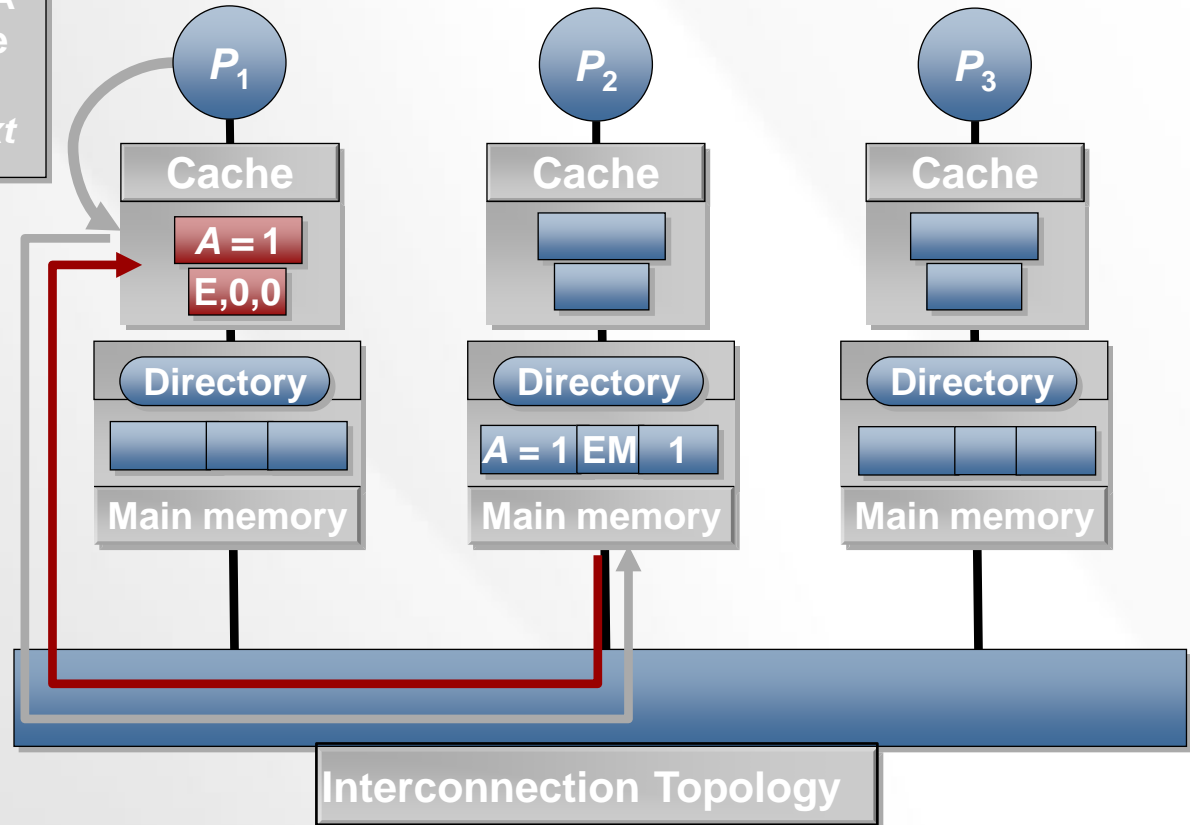 A
e
xt
P1
P2
P3
Cache
Cache
Cache
A = 1
E,0,0
Directory
Directory
Directory
A = 1 EM 1
Main memory
Main memory
Main memory
Interconnection Topology